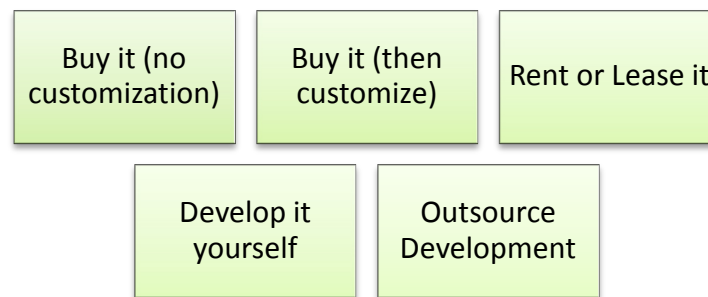 Buy it (no
customization)
Buy it (then
customize)
Rent or Lease it
Develop it
yourself
Outsource
Development